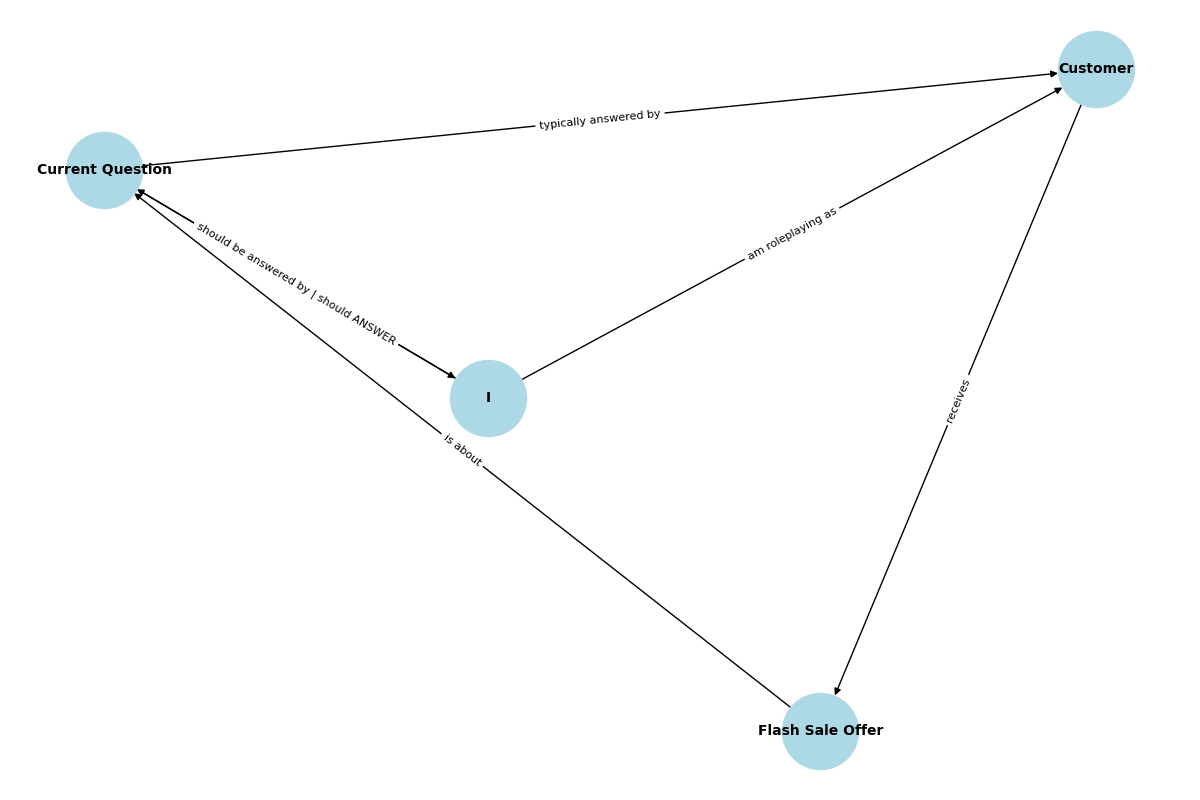 Customer
typically answered by
Current Question
am roleplaying as
should be answered by | should ANSWER
I
receives
is about
Flash Sale Offer